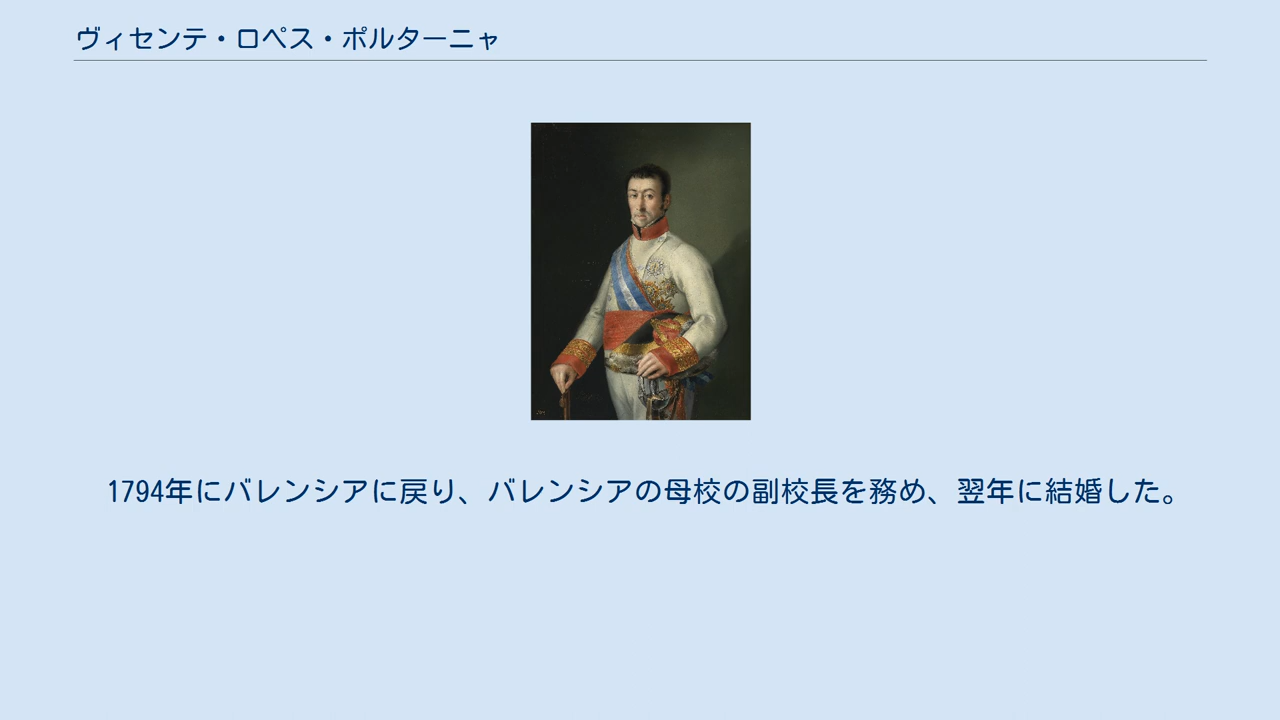 ヴィセンテ・ロペス・ポルターニャ
1794年にバレンシアに戻り、バレンシアの母校の副校長を務め、翌年に結婚した。